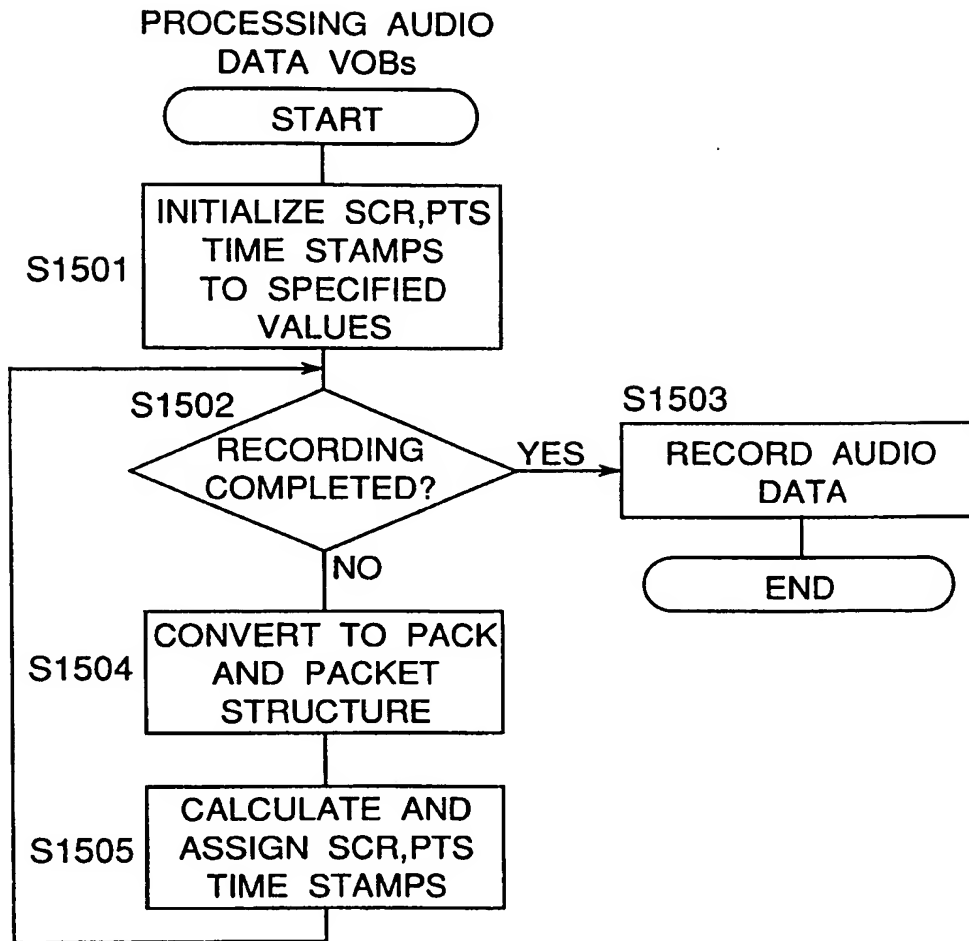 PROCESSING AUDIO
DATA VOBs
START
S1501
INITIALIZE SCR,PTS
TIME STAMPS
TO SPECIFIED
VALUES
S1502
RECORDING
COMPLETED?
YES
S1503
RECORD AUDIO
DATA
END
NO
S1504
CONVERT TO PACK
AND PACKET
STRUCTURE
S1505
CALCULATE AND
ASSIGN SCR,PTS
TIME STAMPS